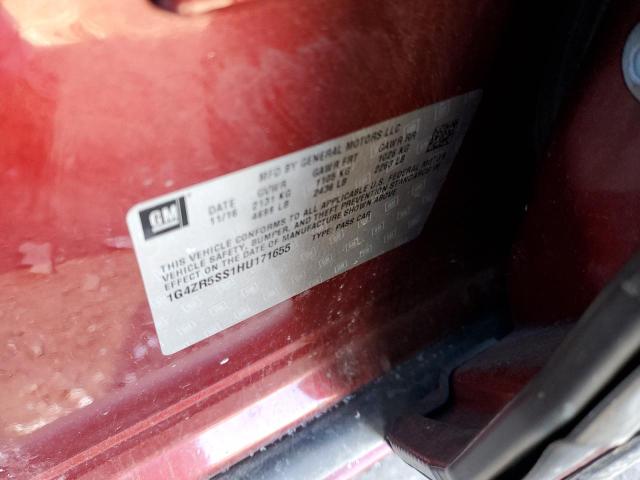 GM
MFD BY GENERAL MOTORS LLC
DATE GVWR GAWR FRT GAWR RR
11/16 2131 KG 1105 KG 1026 KG
4698 LB 2436 LB 2262 LB
THIS VEHICLE CONFORMS TO ALL APPLICABLE U.S. FEDERAL MOTOR
VEHICLE SAFETY, BUMPER, AND THEFT PREVENTION STANDARDS IN
EFFECT ON THE DATE OF MANUFACTURE SHOWN ABOVE.
1G4ZR5SS1HU171655 TYPE: PASS CAR